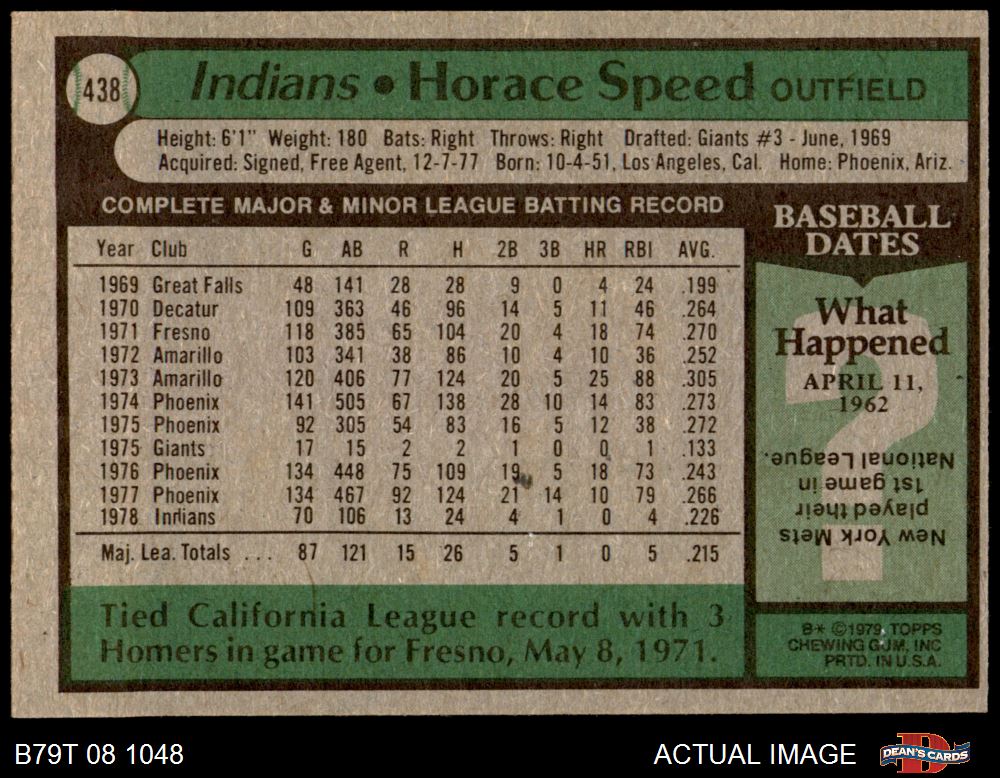 438
Indians • Horace Speed OUTFIELD
Height: 6'1" Weight: 180 Bats: Right Throws: Right Drafted: Giants #3 - June, 1969
Acquired: Signed, Free Agent, 12-7-77 Born: 10-4-51, Los Angeles, Cal. Home: Phoenix, Ariz.
COMPLETE MAJOR & MINOR LEAGUE BATTING RECORD
Year Club G AB R H 2B 3B HR RBI AVG.
1969 Great Falls 48 141 28 28 9 0 4 24 .199
1970 Decatur 109 363 46 96 14 5 11 46 .264
1971 Fresno 118 385 65 104 20 4 18 74 .270
1972 Amarillo 103 341 38 86 10 4 10 36 .252
1973 Amarillo 120 406 77 124 20 5 25 88 .305
1974 Phoenix 141 505 67 138 28 10 14 83 .273
1975 Phoenix 92 305 54 83 16 5 12 38 .272
1975 Giants 17 15 2 2 1 0 0 1 .133
1976 Phoenix 134 448 75 109 19 5 18 73 .243
1977 Phoenix 134 467 92 124 21 14 10 79 .266
1978 Indians 70 106 13 24 4 1 0 4 .226
Maj. Lea. Totals ... 87 121 15 26 5 1 0 5 .215
Tied California League record with 3
Homers in game for Fresno, May 8, 1971.
BASEBALL
DATES
What
Happened
APRIL 11,
1962
New York Mets
played their
1st game in
National League.
B* ©1979 TOPPS
CHEWING GUM, INC
PRTD. IN U.S.A.
B79T 08 1048
ACTUAL IMAGE
DEAN'S CARDS